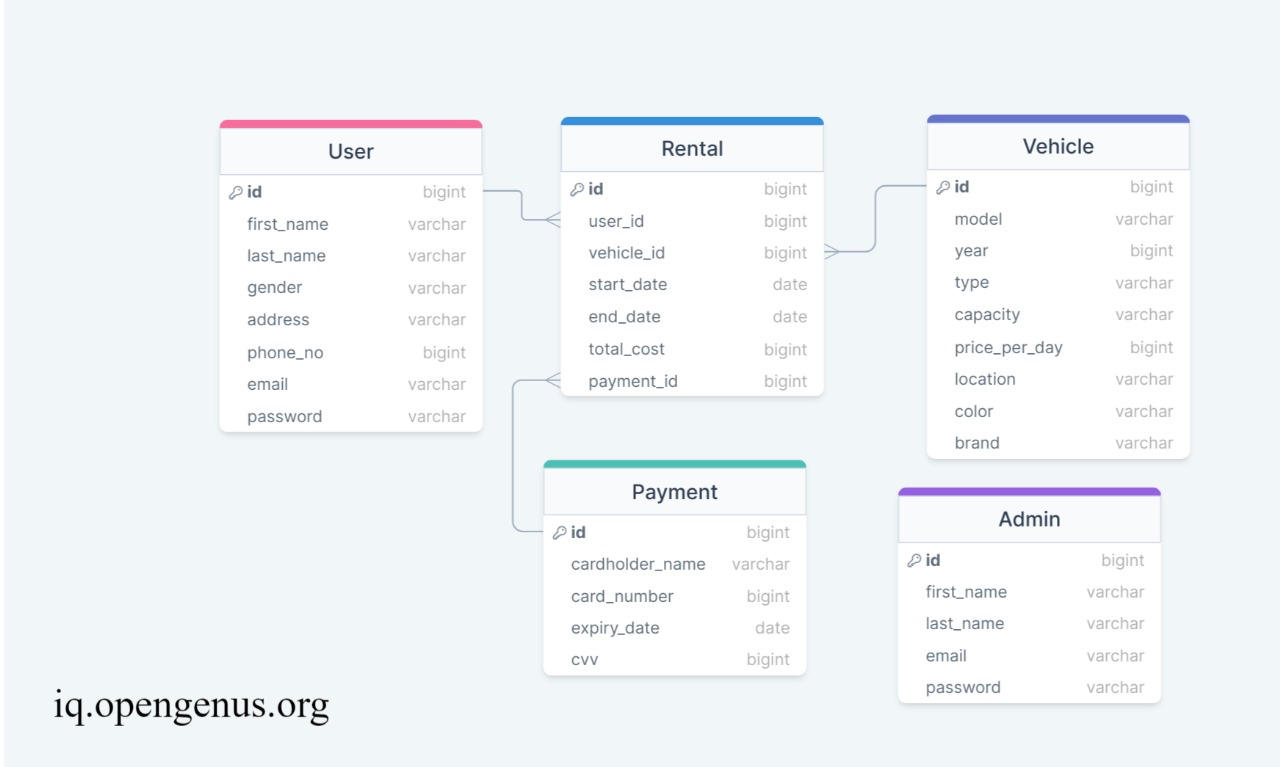 User
id bigint
first_name varchar
last_name varchar
gender varchar
address varchar
phone_no bigint
email varchar
password varchar
Rental
id bigint
user_id bigint
vehicle_id bigint
start_date date
end_date date
total_cost bigint
payment_id bigint
Vehicle
id bigint
model varchar
year bigint
type varchar
capacity varchar
price_per_day bigint
location varchar
color varchar
brand varchar
Payment
id bigint
cardholder_name varchar
card_number bigint
expiry_date date
cvv bigint
Admin
id bigint
first_name varchar
last_name varchar
email varchar
password varchar
iq.opengenus.org